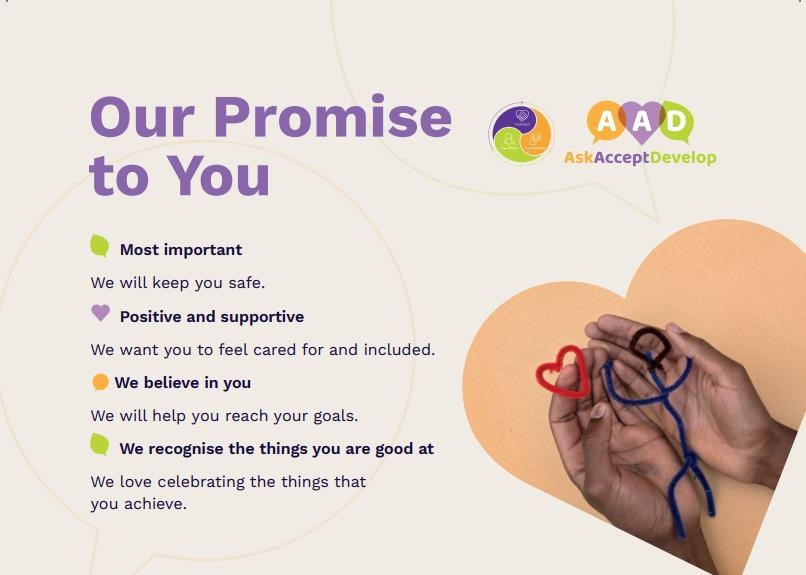 Our Promise
to You
A A D
AskAcceptDevelop
Most important
We will keep you safe.
Positive and supportive
We want you to feel cared for and included.
We believe in you
We will help you reach your goals.
We recognise the things you are good at
We love celebrating the things that
you achieve.